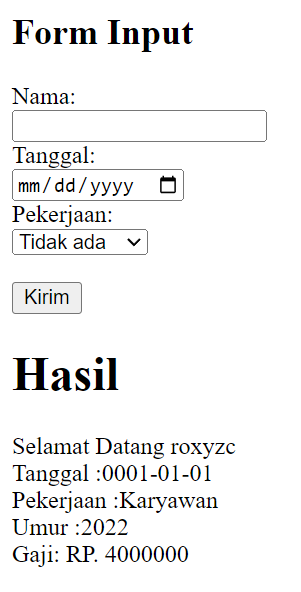 Form Input
Nama:
Tanggal:
mm/dd/yyyy
Pekerjaan:
Tidak ada
Kirim
Hasil
Selamat Datang roxyzc
Tanggal :0001-01-01
Pekerjaan :Karyawan
Umur :2022
Gaji: RP. 4000000